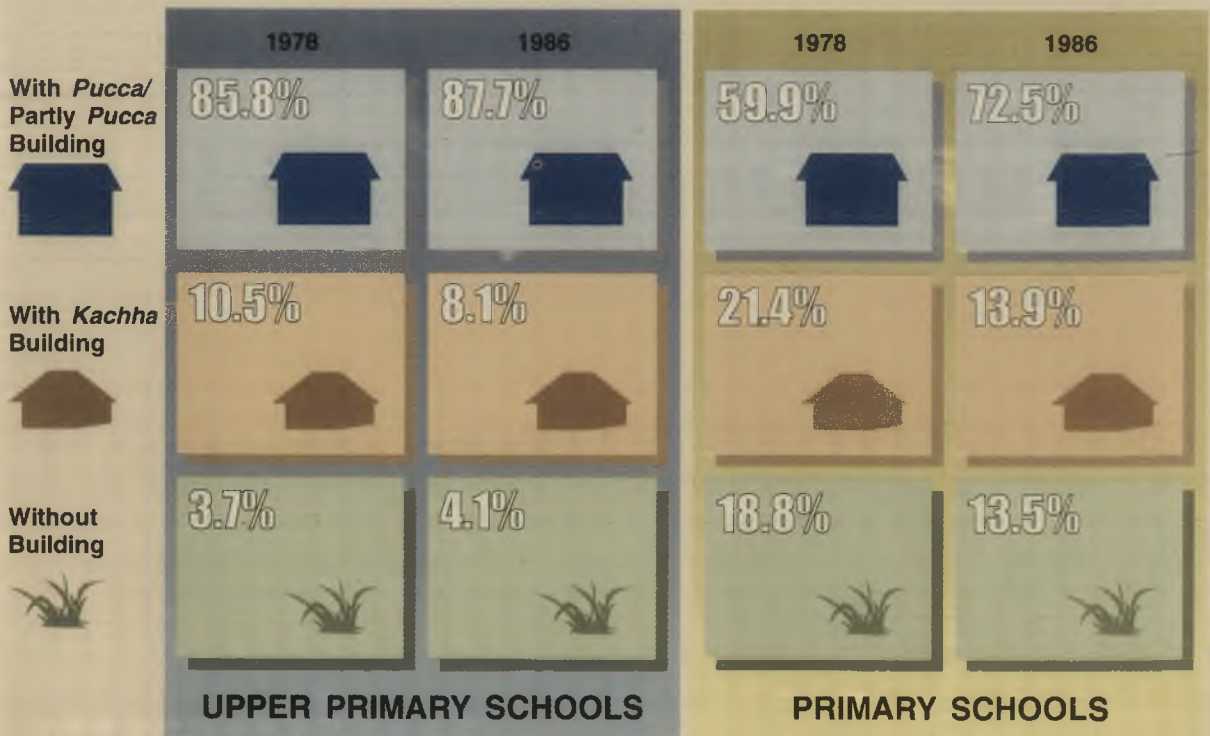 1978 1986 1978 1986
With Pucca/
Partly Pucca
Building
85.8% 87.7% 59.9% 72.5%
With Kachha
Building
10.5% 8.1% 21.4% 13.9%
Without
Building
3.7% 4.1% 18.8% 13.5%
UPPER PRIMARY SCHOOLS PRIMARY SCHOOLS